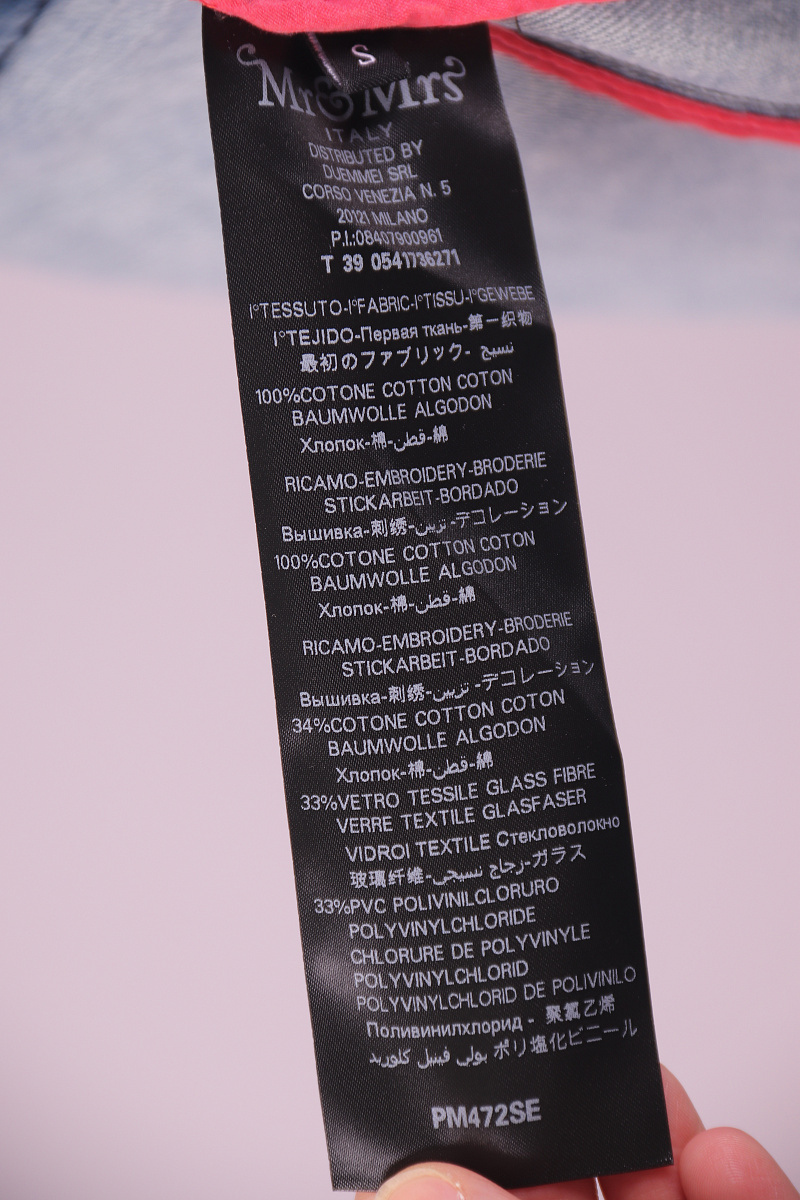 S
Mr&Mrs
ITALY
DISTRIBUTED BY
DUEMMEI SRL
CORSO VENEZIA N. 5
20121 MILANO
P.I.:08407900961
T 39 0541736271
I°TESSUTO-I°FABRIC-I°TISSU-I°GEWEBE
I°TEJIDO-Первая ткань-第一织物
最初のファブリック- نسيج
100%COTONE COTTON COTON
BAUMWOLLE ALGODON
Хлопок-棉-قطن-綿
RICAMO-EMBROIDERY-BRODERIE
STICKARBEIT-BORDADO
Вышивка-刺绣-تزيين-デコレーション
100%COTONE COTTON COTON
BAUMWOLLE ALGODON
Хлопок-棉-قطن-綿
RICAMO-EMBROIDERY-BRODERIE
STICKARBEIT-BORDADO
Вышивка-刺绣-تزيين-デコレーション
34%COTONE COTTON COTON
BAUMWOLLE ALGODON
Хлопок-棉-قطن-綿
33%VETRO TESSILE GLASS FIBRE
VERRE TEXTILE GLASFASER
VIDROI TEXTILE Стекловолокно
玻璃纤维-زجاج نسيجي-ガラス
33%PVC POLIVINILCLORURO
POLYVINYLCHLORIDE
CHLORURE DE POLYVINYLE
POLYVINYLCHLORID
POLYVINYLCHLORID DE POLIVINILO
Поливинилхлорид - 聚氯乙烯
بولي فينيل كلوريد ポリ塩化ビニール
PM472SE